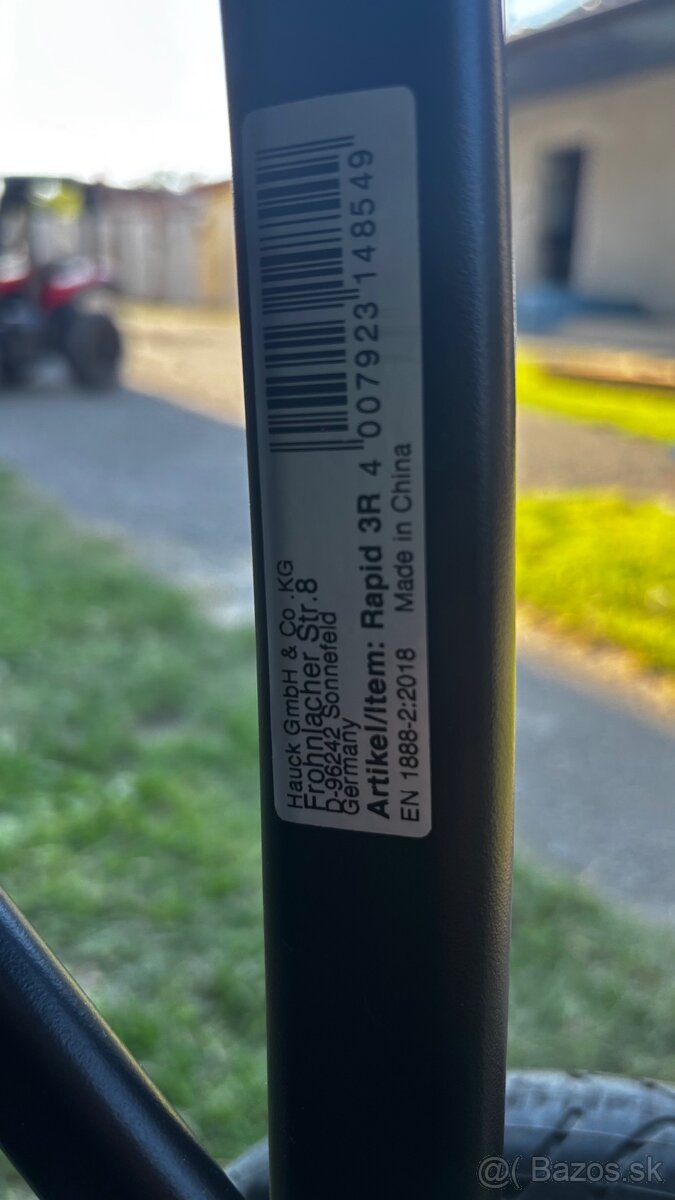 Hauck GmbH & Co .KG
Frohnlacher Str.8
D-96242 Sonnefeld
Germany
Artikel/Item: Rapid 3R
EN 1888-2:2018 Made in China
4 007923 148549
@( Bazos.sk